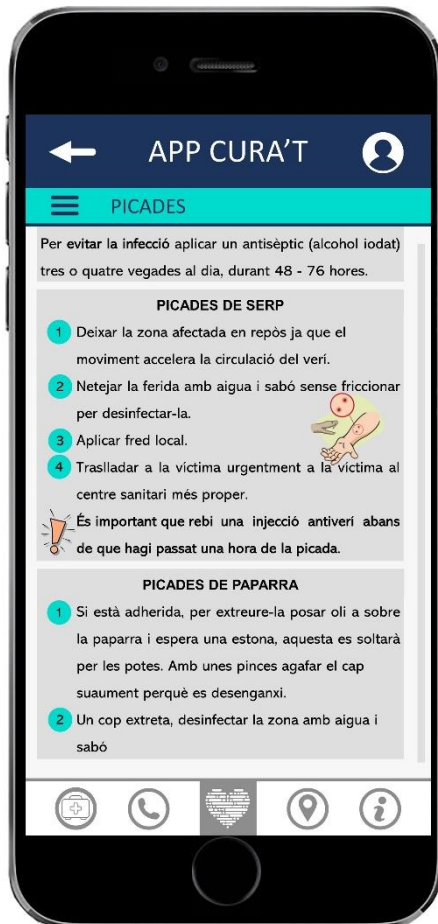 APP CURA'T
PICADES
Per evitar la infecció aplicar un antisèptic (alcohol iodat)
tres o quatre vegades al dia, durant 48 - 76 hores.
PICADES DE SERP
1 Deixar la zona afectada en repòs ja que el
moviment accelera la circulació del verí.
2 Netejar la ferida amb aigua i sabó sense friccionar
per desinfectar-la.
3 Aplicar fred local.
4 Traslladar a la víctima urgentment a la víctima al
centre sanitari més proper.
És important que rebi una injecció antiverí abans
de que hagi passat una hora de la picada.
PICADES DE PAPARRA
1 Si està adherida, per extreure-la posar oli a sobre
la paparra i espera una estona, aquesta es soltarà
per les potes. Amb unes pinces agafar el cap
suaument perquè es desenganxi.
2 Un cop extreta, desinfectar la zona amb aigua i
sabó